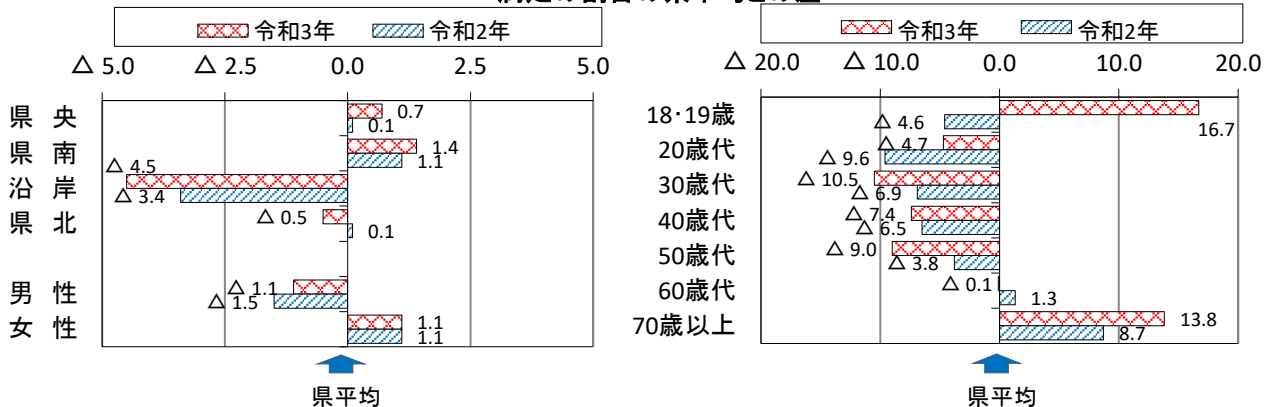 令和3年 令和2年
△ 5.0 △ 2.5 0.0 2.5 5.0
県 央 0.7
0.1
県 南 1.4
1.1
沿 岸 △ 4.5
△ 3.4
県 北 △ 0.5
0.1
男 性 △ 1.1
△ 1.5
女 性 1.1
1.1
県平均
令和3年 令和2年
△ 20.0 △ 10.0 0.0 10.0 20.0
18・19歳 16.7
△ 4.6
20歳代 △ 4.7
△ 9.6
30歳代 △ 10.5
△ 6.9
40歳代 △ 7.4
△ 6.5
50歳代 △ 9.0
△ 3.8
60歳代 △ 0.1
1.3
70歳以上 13.8
8.7
県平均